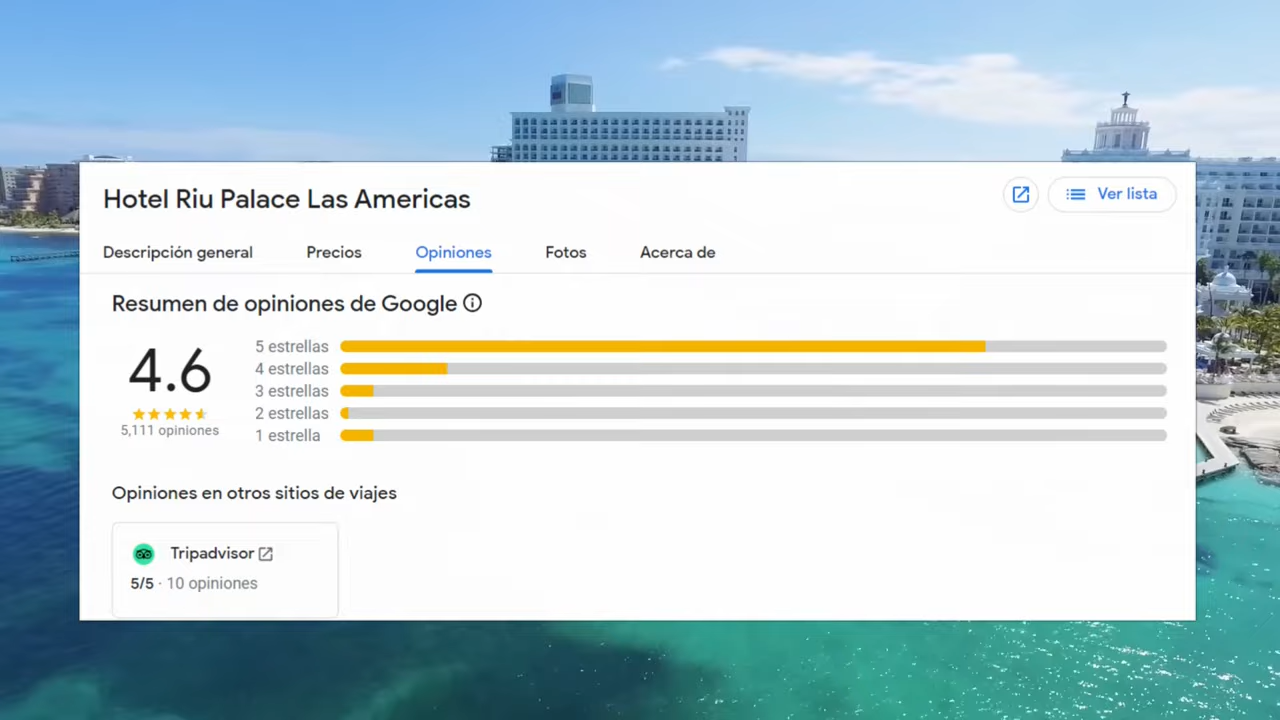 Hotel Riu Palace Las Americas
Ver lista
Descripción general Precios Opiniones Fotos Acerca de
Resumen de opiniones de Google
4.6
5,111 opiniones
5 estrellas
4 estrellas
3 estrellas
2 estrellas
1 estrella
Opiniones en otros sitios de viajes
Tripadvisor
5/5 · 10 opiniones